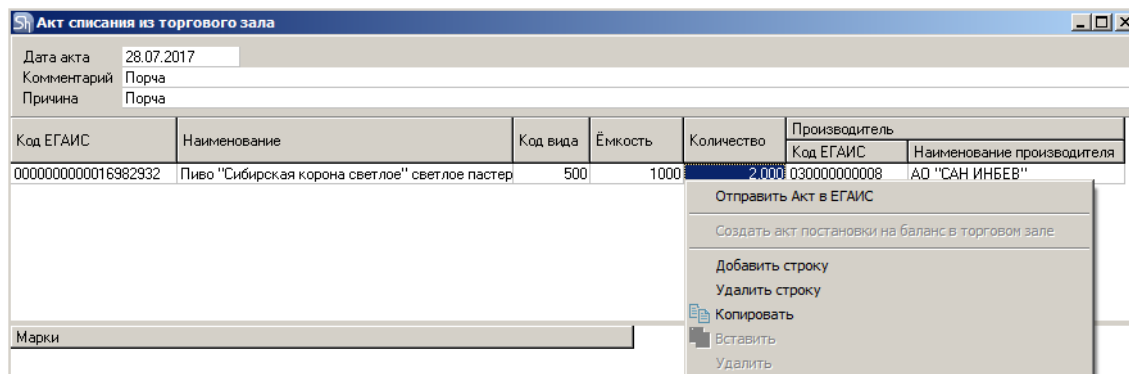 Sh Акт списания из торгового зала
Дата акта 28.07.2017
Комментарий Порча
Причина Порча
Код ЕГАИС Наименование Код вида Ёмкость Количество Производитель
Код ЕГАИС Наименование производителя
0000000000016982932 Пиво "Сибирская корона светлое" светлое пастер 500 1000 2.000 030000000008 АО "САН ИНБЕВ"
Отправить Акт в ЕГАИС
Создать акт постановки на баланс в торговом зале
Добавить строку
Удалить строку
Копировать
Марки
Вставить
Удалить